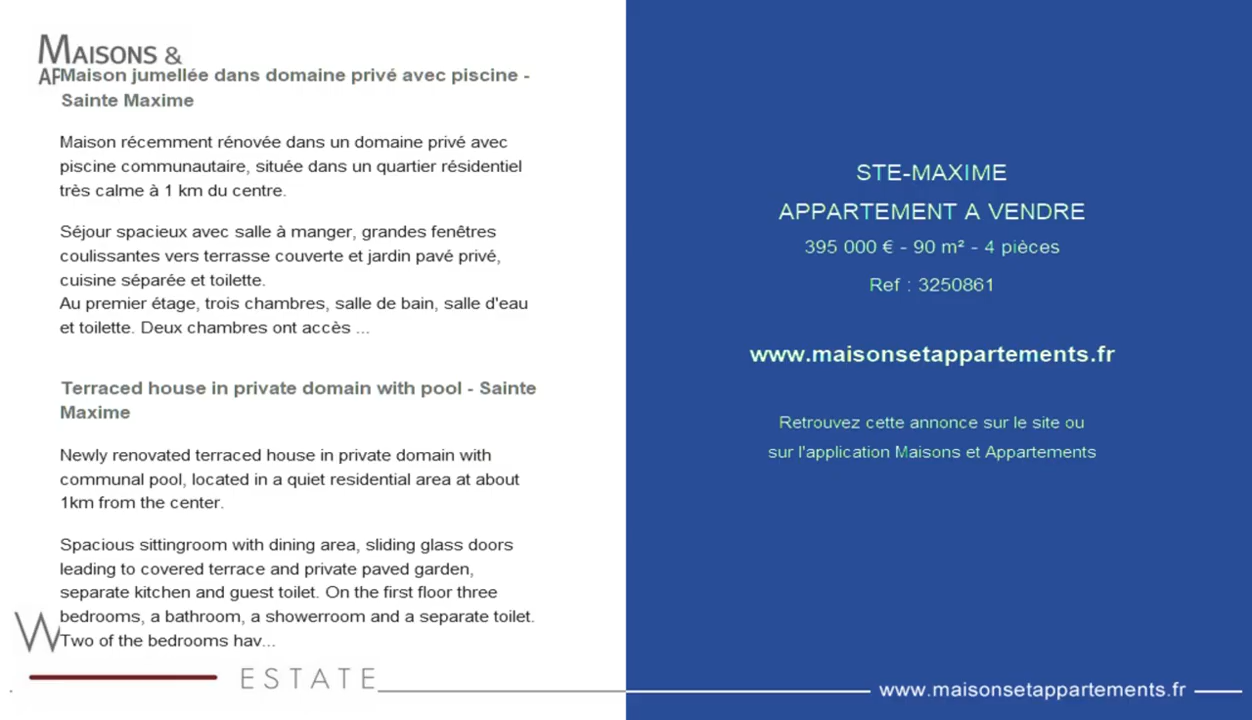 MAISONS &
AP
Maison jumellée dans domaine privé avec piscine -
Sainte Maxime
Maison récemment rénovée dans un domaine privé avec
piscine communautaire, située dans un quartier résidentiel
très calme à 1 km du centre.
Séjour spacieux avec salle à manger, grandes fenêtres
coulissantes vers terrasse couverte et jardin pavé privé,
cuisine séparée et toilette.
Au premier étage, trois chambres, salle de bain, salle d'eau
et toilette. Deux chambres ont accès ...
Terraced house in private domain with pool - Sainte
Maxime
Newly renovated terraced house in private domain with
communal pool, located in a quiet residential area at about
1km from the center.
Spacious sittingroom with dining area, sliding glass doors
leading to covered terrace and private paved garden,
separate kitchen and guest toilet. On the first floor three
bedrooms, a bathroom, a showerroom and a separate toilet.
Two of the bedrooms hav...
W
ESTATE
STE-MAXIME
APPARTEMENT A VENDRE
395 000 € - 90 m² - 4 pièces
Ref : 3250861
www.maisonsetappartements.fr
Retrouvez cette annonce sur le site ou
sur l'application Maisons et Appartements
www.maisonsetappartements.fr